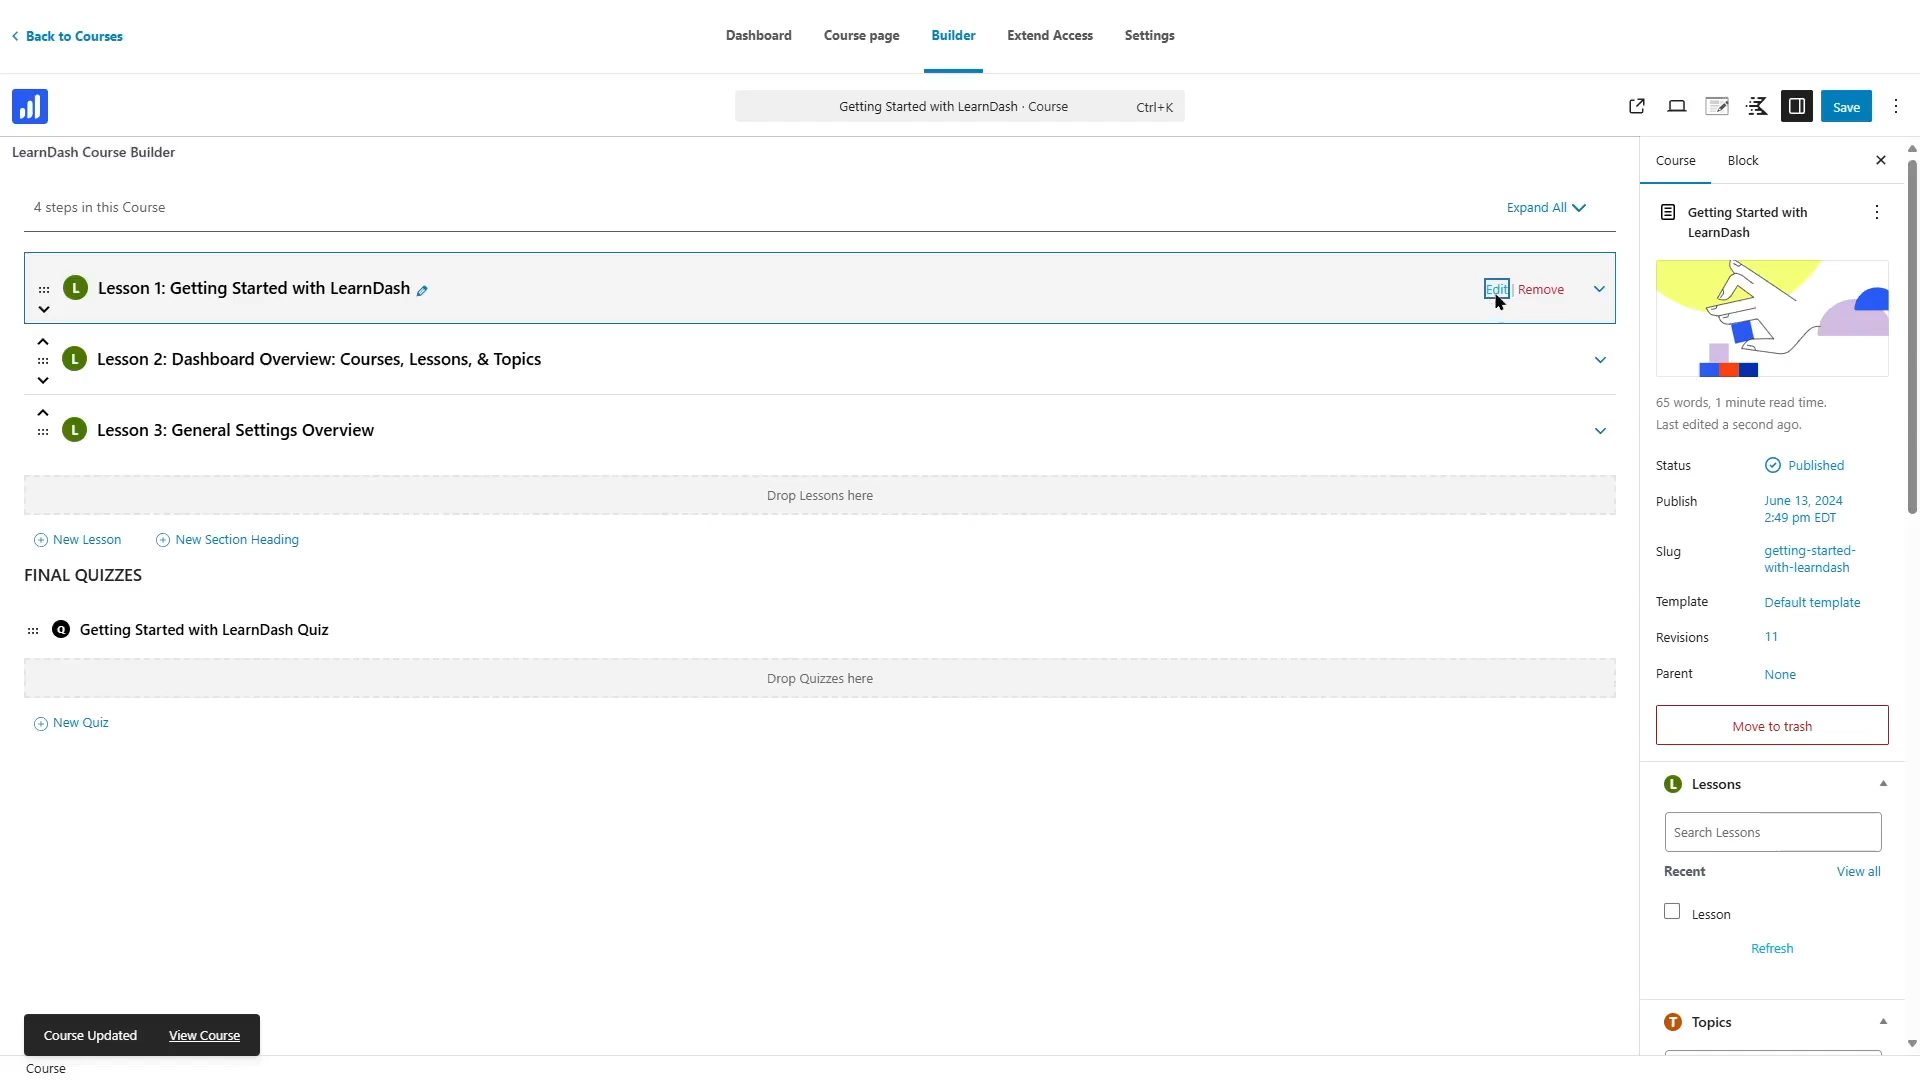 Back to Courses
Dashboard
Course page
Builder
Extend Access
Settings
Getting Started with LearnDash · Course
Ctrl+K
Save
LearnDash Course Builder
4 steps in this Course
Expand All
L
Lesson 1: Getting Started with LearnDash
Edit | Remove
L
Lesson 2: Dashboard Overview: Courses, Lessons, & Topics
L
Lesson 3: General Settings Overview
Drop Lessons here
New Lesson
New Section Heading
FINAL QUIZZES
Q
Getting Started with LearnDash Quiz
Drop Quizzes here
New Quiz
Course Updated
View Course
Course
Course
Block
Getting Started with
LearnDash
65 words, 1 minute read time.
Last edited a second ago.
Status
Published
Publish
June 13, 2024
2:49 pm EDT
Slug
getting-started-
with-learndash
Template
Default template
Revisions
11
Parent
None
Move to trash
L
Lessons
Search Lessons
Recent
View all
Lesson
Refresh
T
Topics